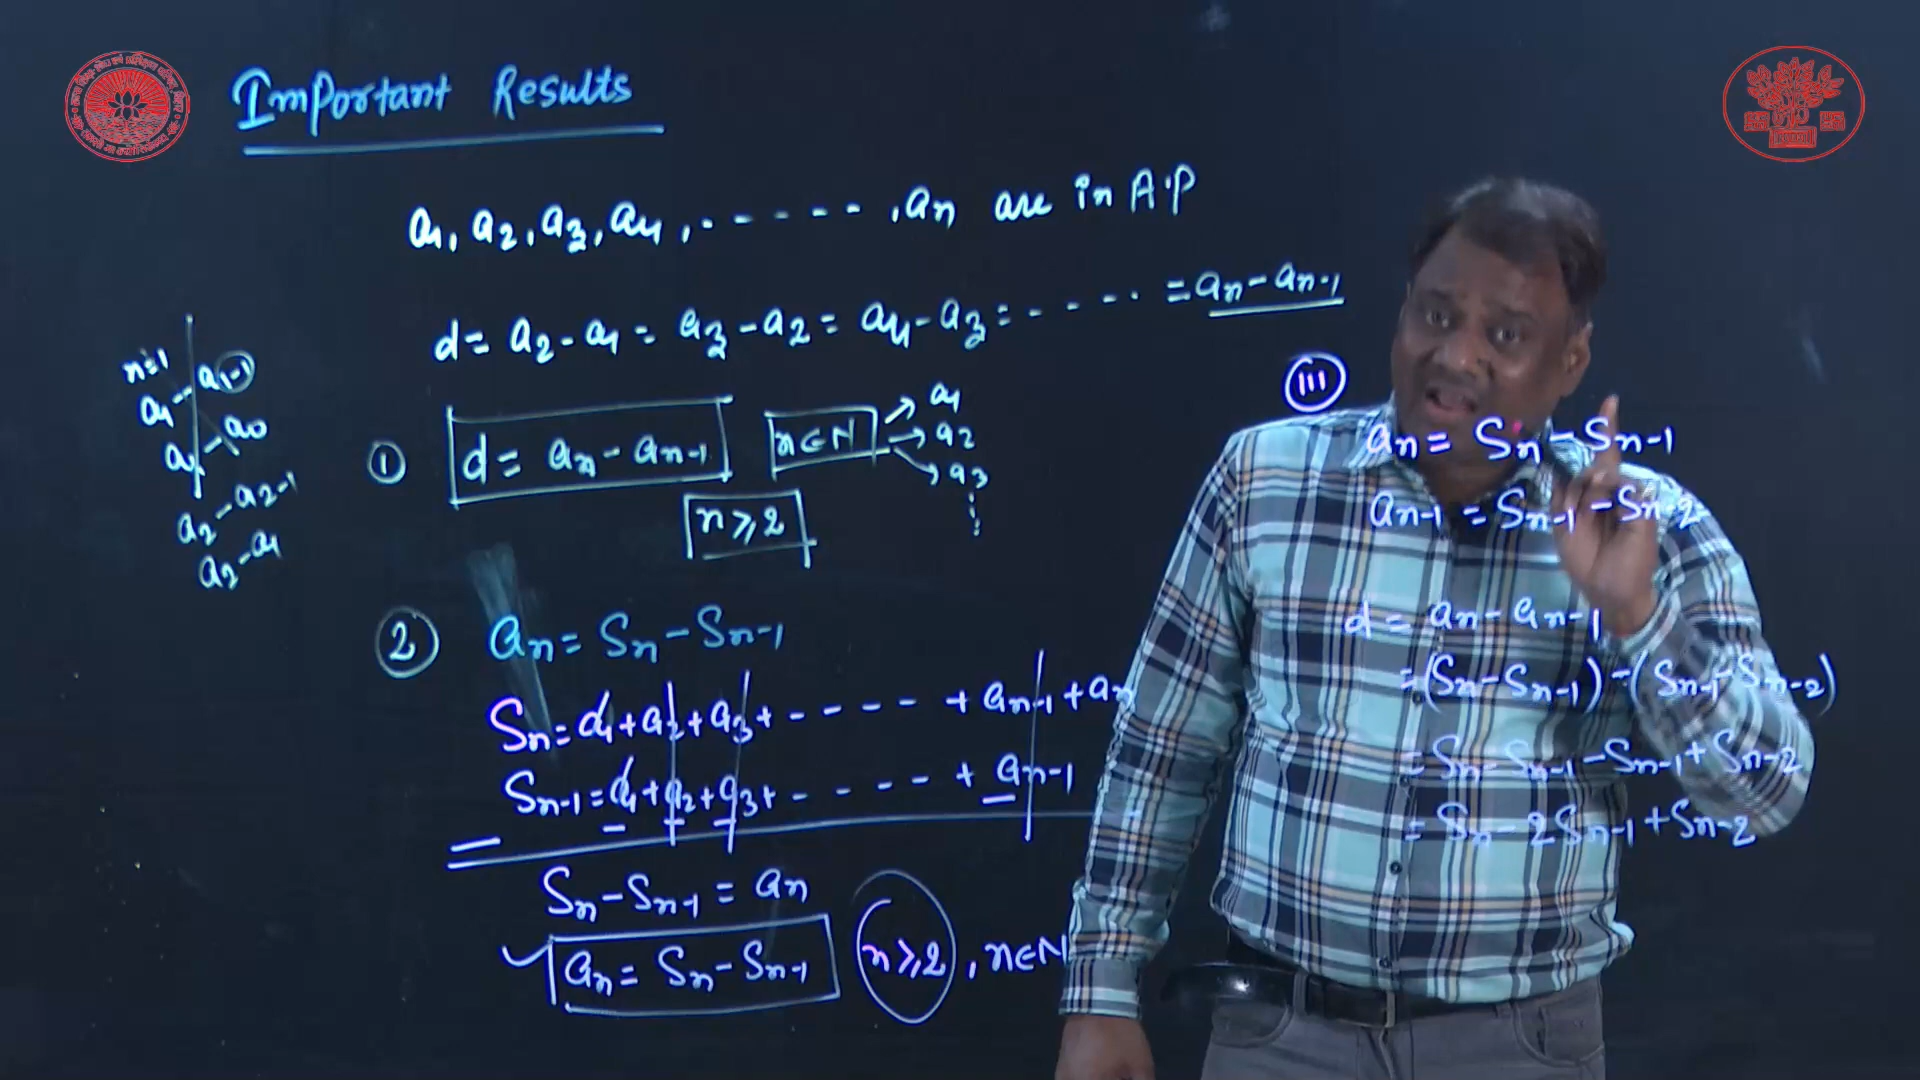 Important Results
a1, a2, a3, a4, ------, an are in A.P
d = a2 - a1 = a3 - a2 = a4 - a3 = ----- = an - an-1
n=1
a1 - a1-1
a1 - a0
a2 - a2-1
a2 - a1
① d = an - an-1 n∈N a1
a2
a3
n ≥ 2
② an = Sn - Sn-1
Sn = a1 + a2 + a3 + ----- + an-1 + an
Sn-1 = a1 + a2 + a3 + ----- + an-1
Sn - Sn-1 = an
an = Sn - Sn-1 n ≥ 2, n∈N
III
an = Sn - Sn-1
an-1 = Sn-1 - Sn-2
d = an - an-1
= (Sn - Sn-1) - (Sn-1 - Sn-2)
= Sn - Sn-1 - Sn-1 + Sn-2
= Sn - 2Sn-1 + Sn-2